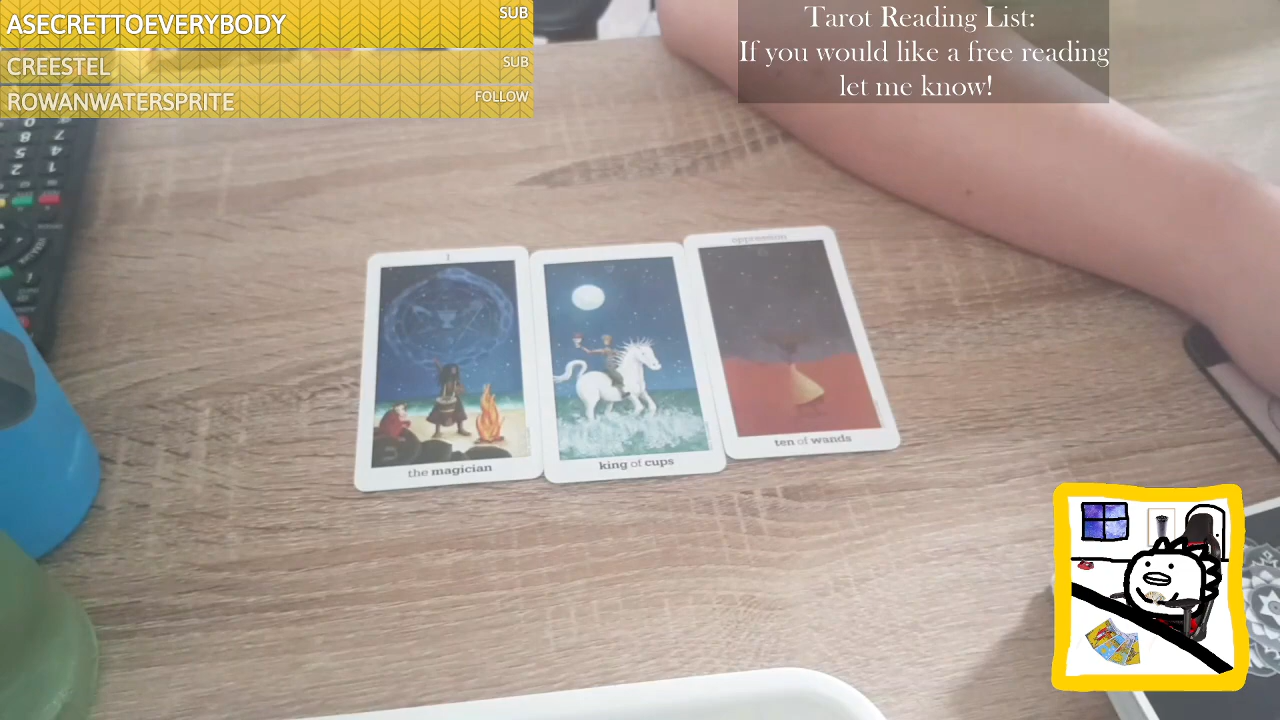 ASECRETTOEVERYBODY SUB
CREESTEL SUB
ROWANWATERSPRITE FOLLOW
Tarot Reading List:
If you would like a free reading
let me know!
I
the magician
king of cups
oppression
ten of wands